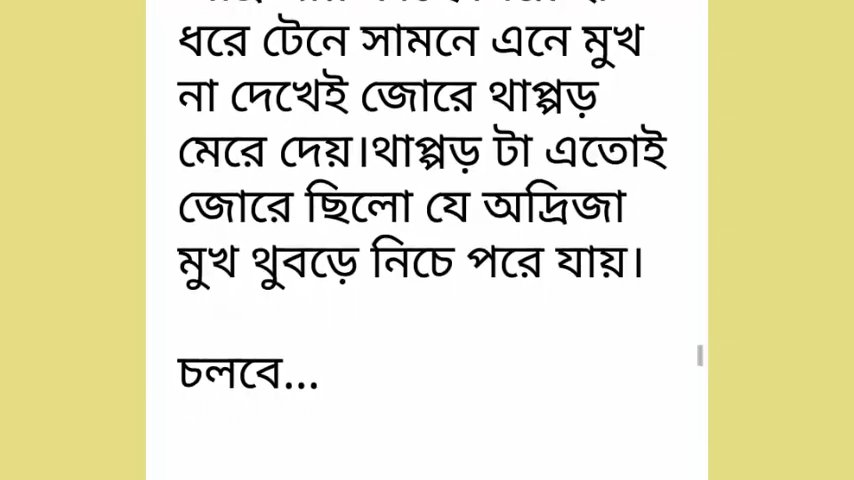 ধরে টেনে সামনে এনে মুখ
না দেখেই জোরে থাপ্পড়
মেরে দেয়।থাপ্পড় টা এতোই
জোরে ছিলো যে অদ্রিজা
মুখ থুবড়ে নিচে পরে যায়।
চলবে...